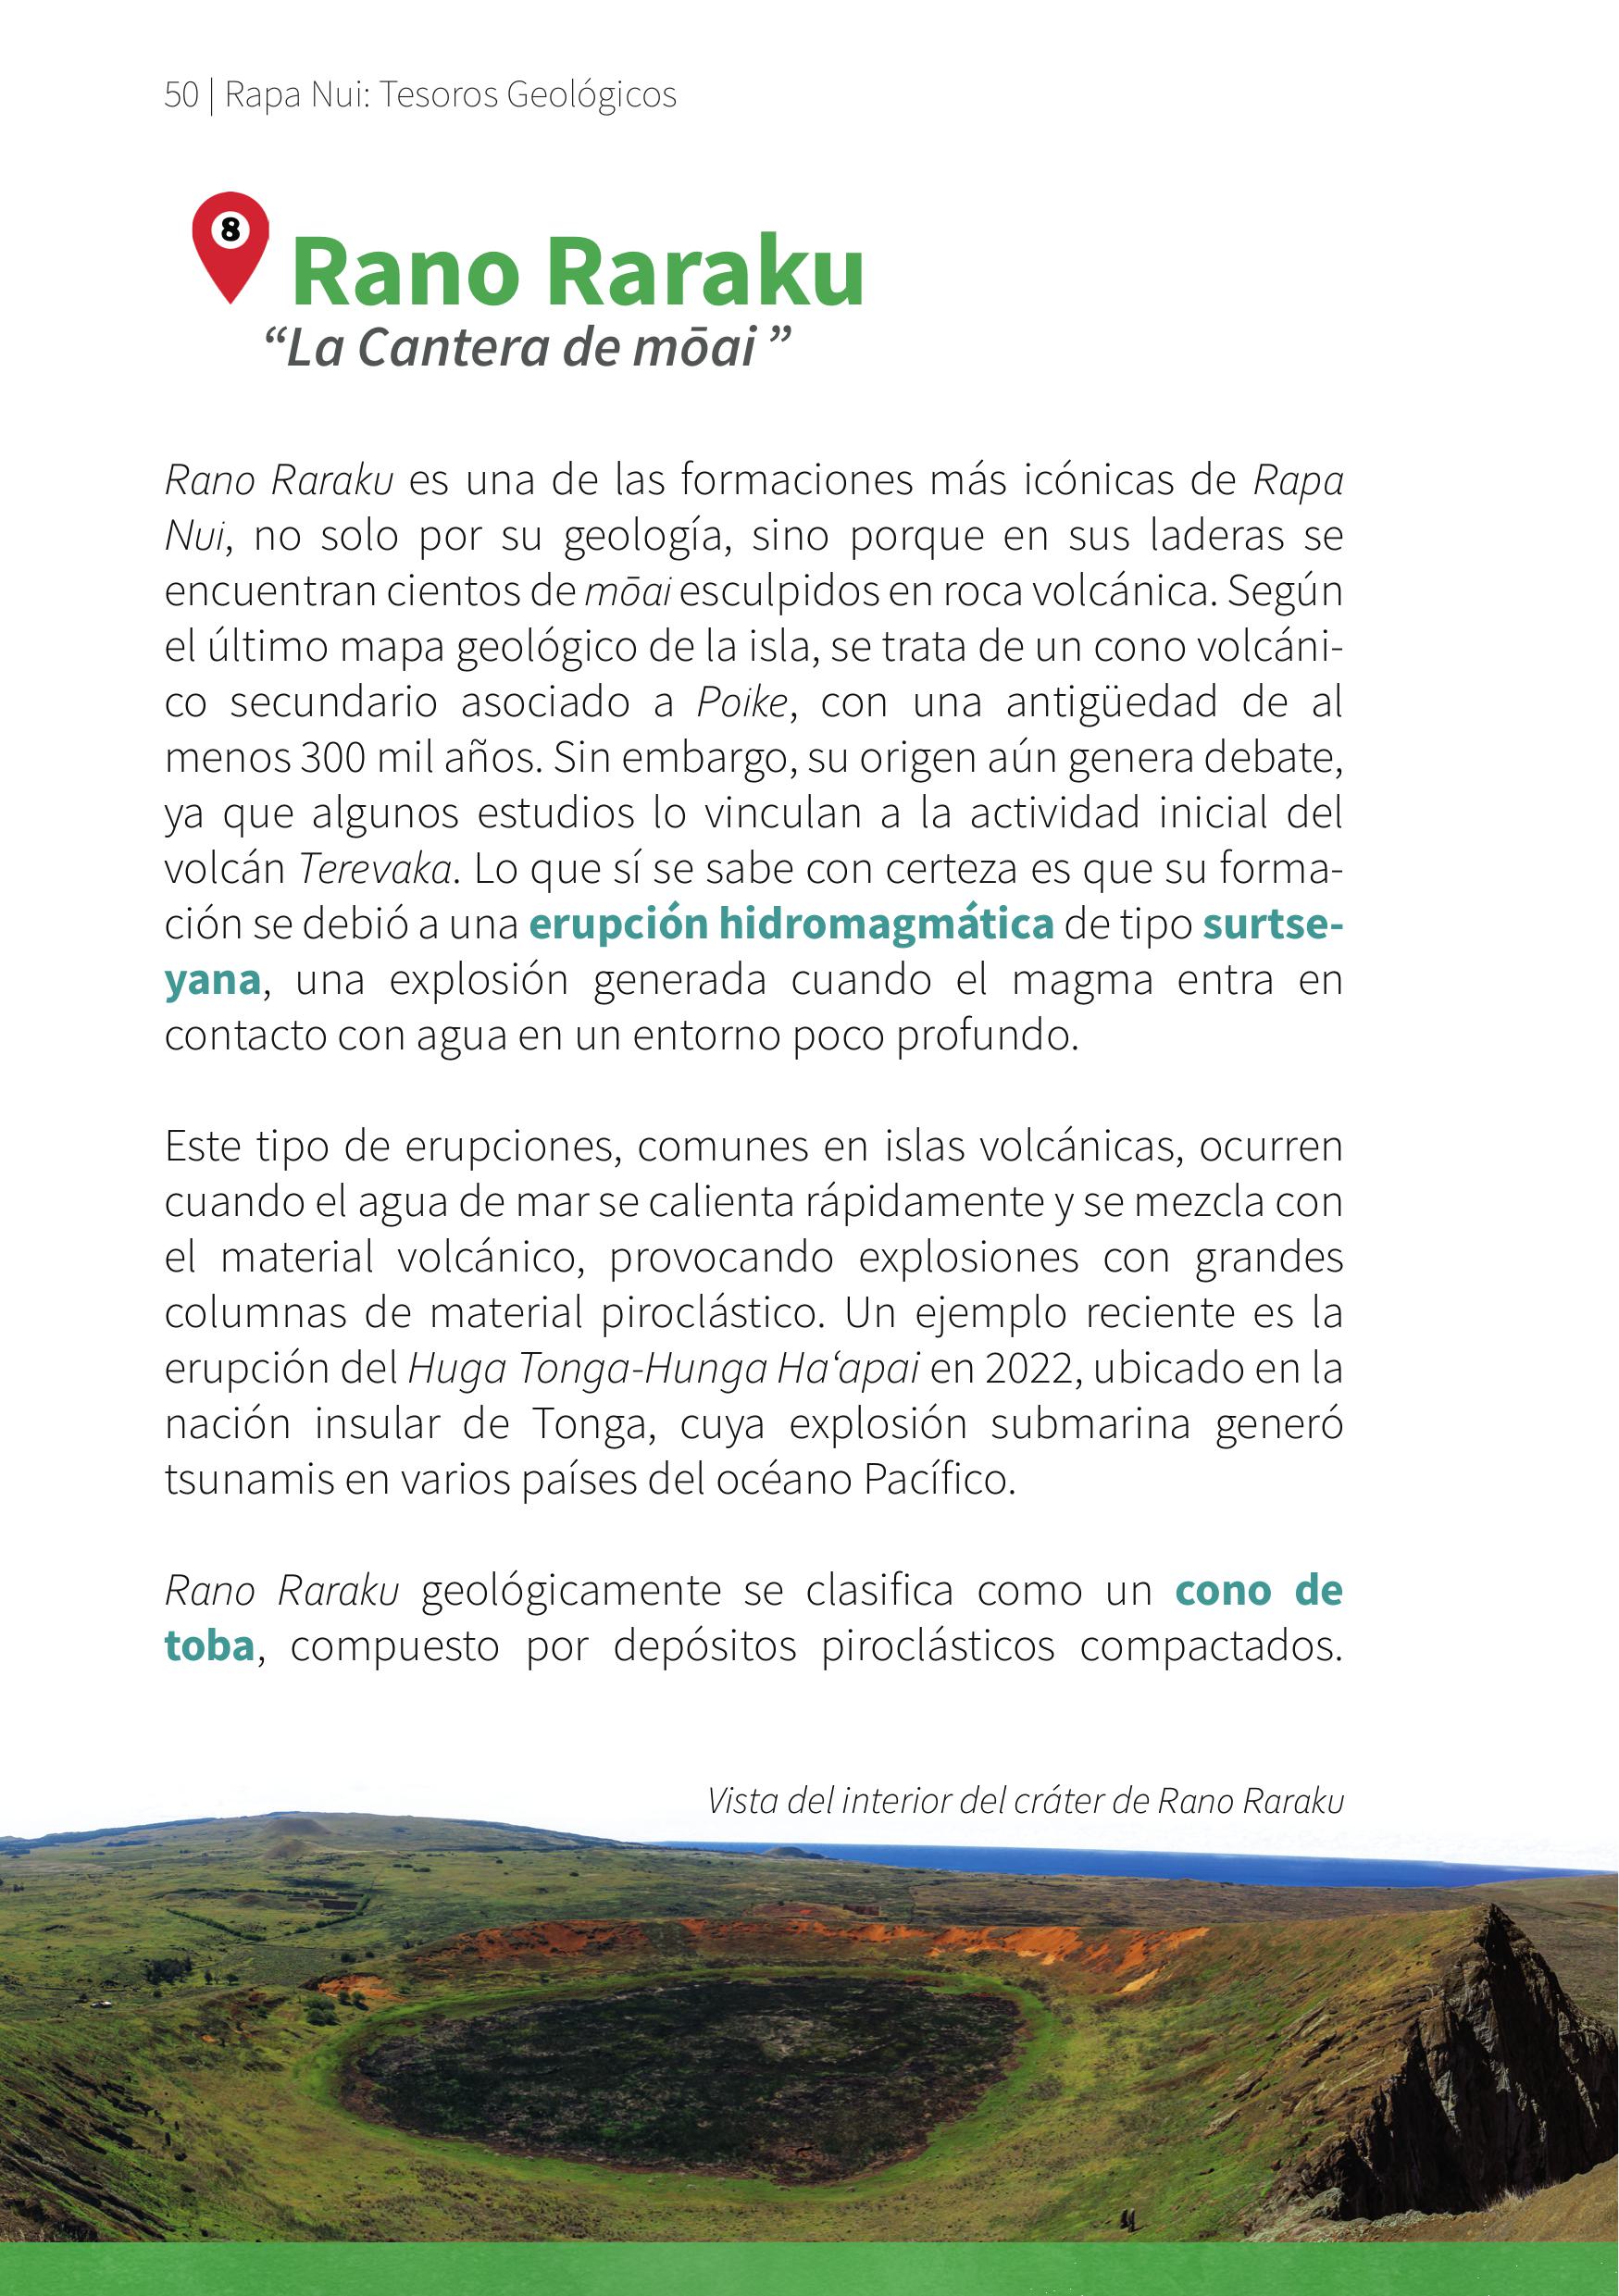 50 | Rapa Nui: Tesoros Geológicos
8
Rano Raraku
“La Cantera de mōai ”
Rano Raraku es una de las formaciones más icónicas de Rapa
Nui, no solo por su geología, sino porque en sus laderas se
encuentran cientos de mōai esculpidos en roca volcánica. Según
el último mapa geológico de la isla, se trata de un cono volcáni-
co secundario asociado a Poike, con una antigüedad de al
menos 300 mil años. Sin embargo, su origen aún genera debate,
ya que algunos estudios lo vinculan a la actividad inicial del
volcán Terevaka. Lo que sí se sabe con certeza es que su forma-
ción se debió a una erupción hidromagmática de tipo surtse-
yana, una explosión generada cuando el magma entra en
contacto con agua en un entorno poco profundo.
Este tipo de erupciones, comunes en islas volcánicas, ocurren
cuando el agua de mar se calienta rápidamente y se mezcla con
el material volcánico, provocando explosiones con grandes
columnas de material piroclástico. Un ejemplo reciente es la
erupción del Huga Tonga-Hunga Ha‘apai en 2022, ubicado en la
nación insular de Tonga, cuya explosión submarina generó
tsunamis en varios países del océano Pacífico.
Rano Raraku geológicamente se clasifica como un cono de
toba, compuesto por depósitos piroclásticos compactados.
Vista del interior del cráter de Rano Raraku